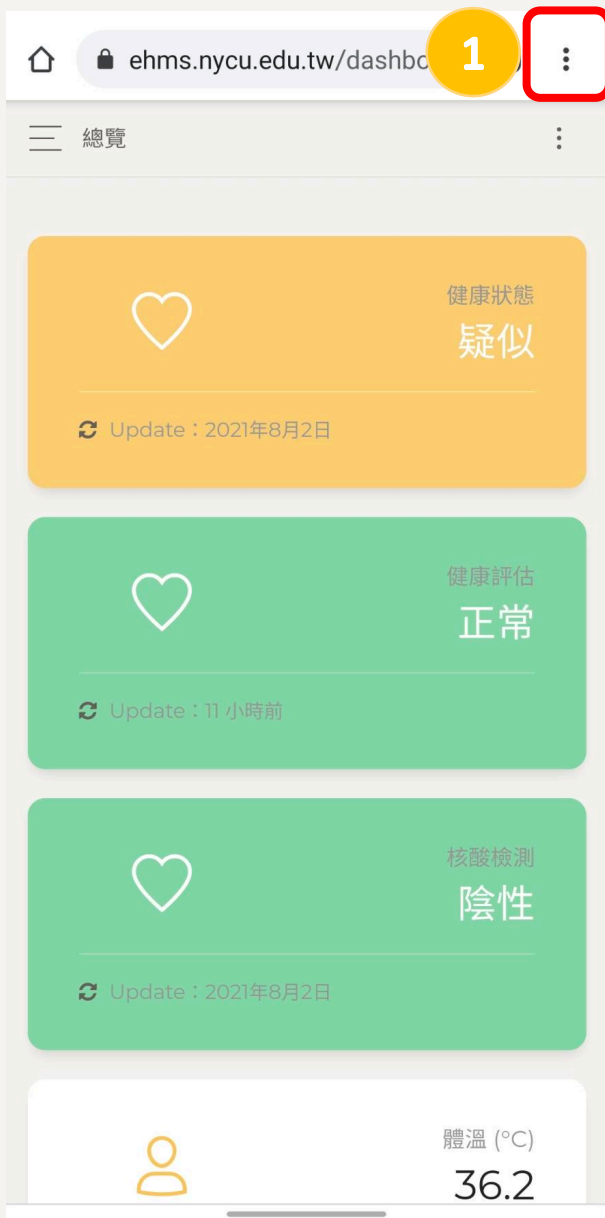 ehms.nycu.edu.tw/dashbo
1
總覽
健康狀態
疑似
Update：2021年8月2日
健康評估
正常
Update：11 小時前
核酸檢測
陰性
Update：2021年8月2日
體溫 (°C)
36.2